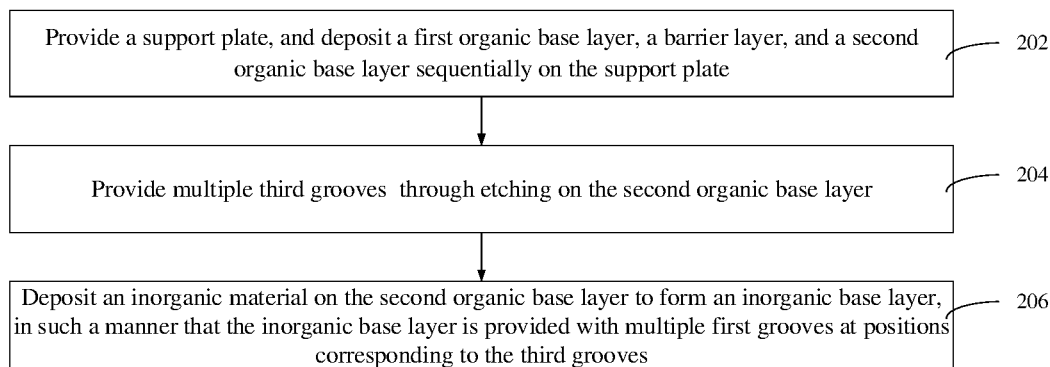 Provide a support plate, and deposit a first organic base layer, a barrier layer, and a second
organic base layer sequentially on the support plate
202
Provide multiple third grooves through etching on the second organic base layer
204
Deposit an inorganic material on the second organic base layer to form an inorganic base layer,
in such a manner that the inorganic base layer is provided with multiple first grooves at positions
corresponding to the third grooves
206